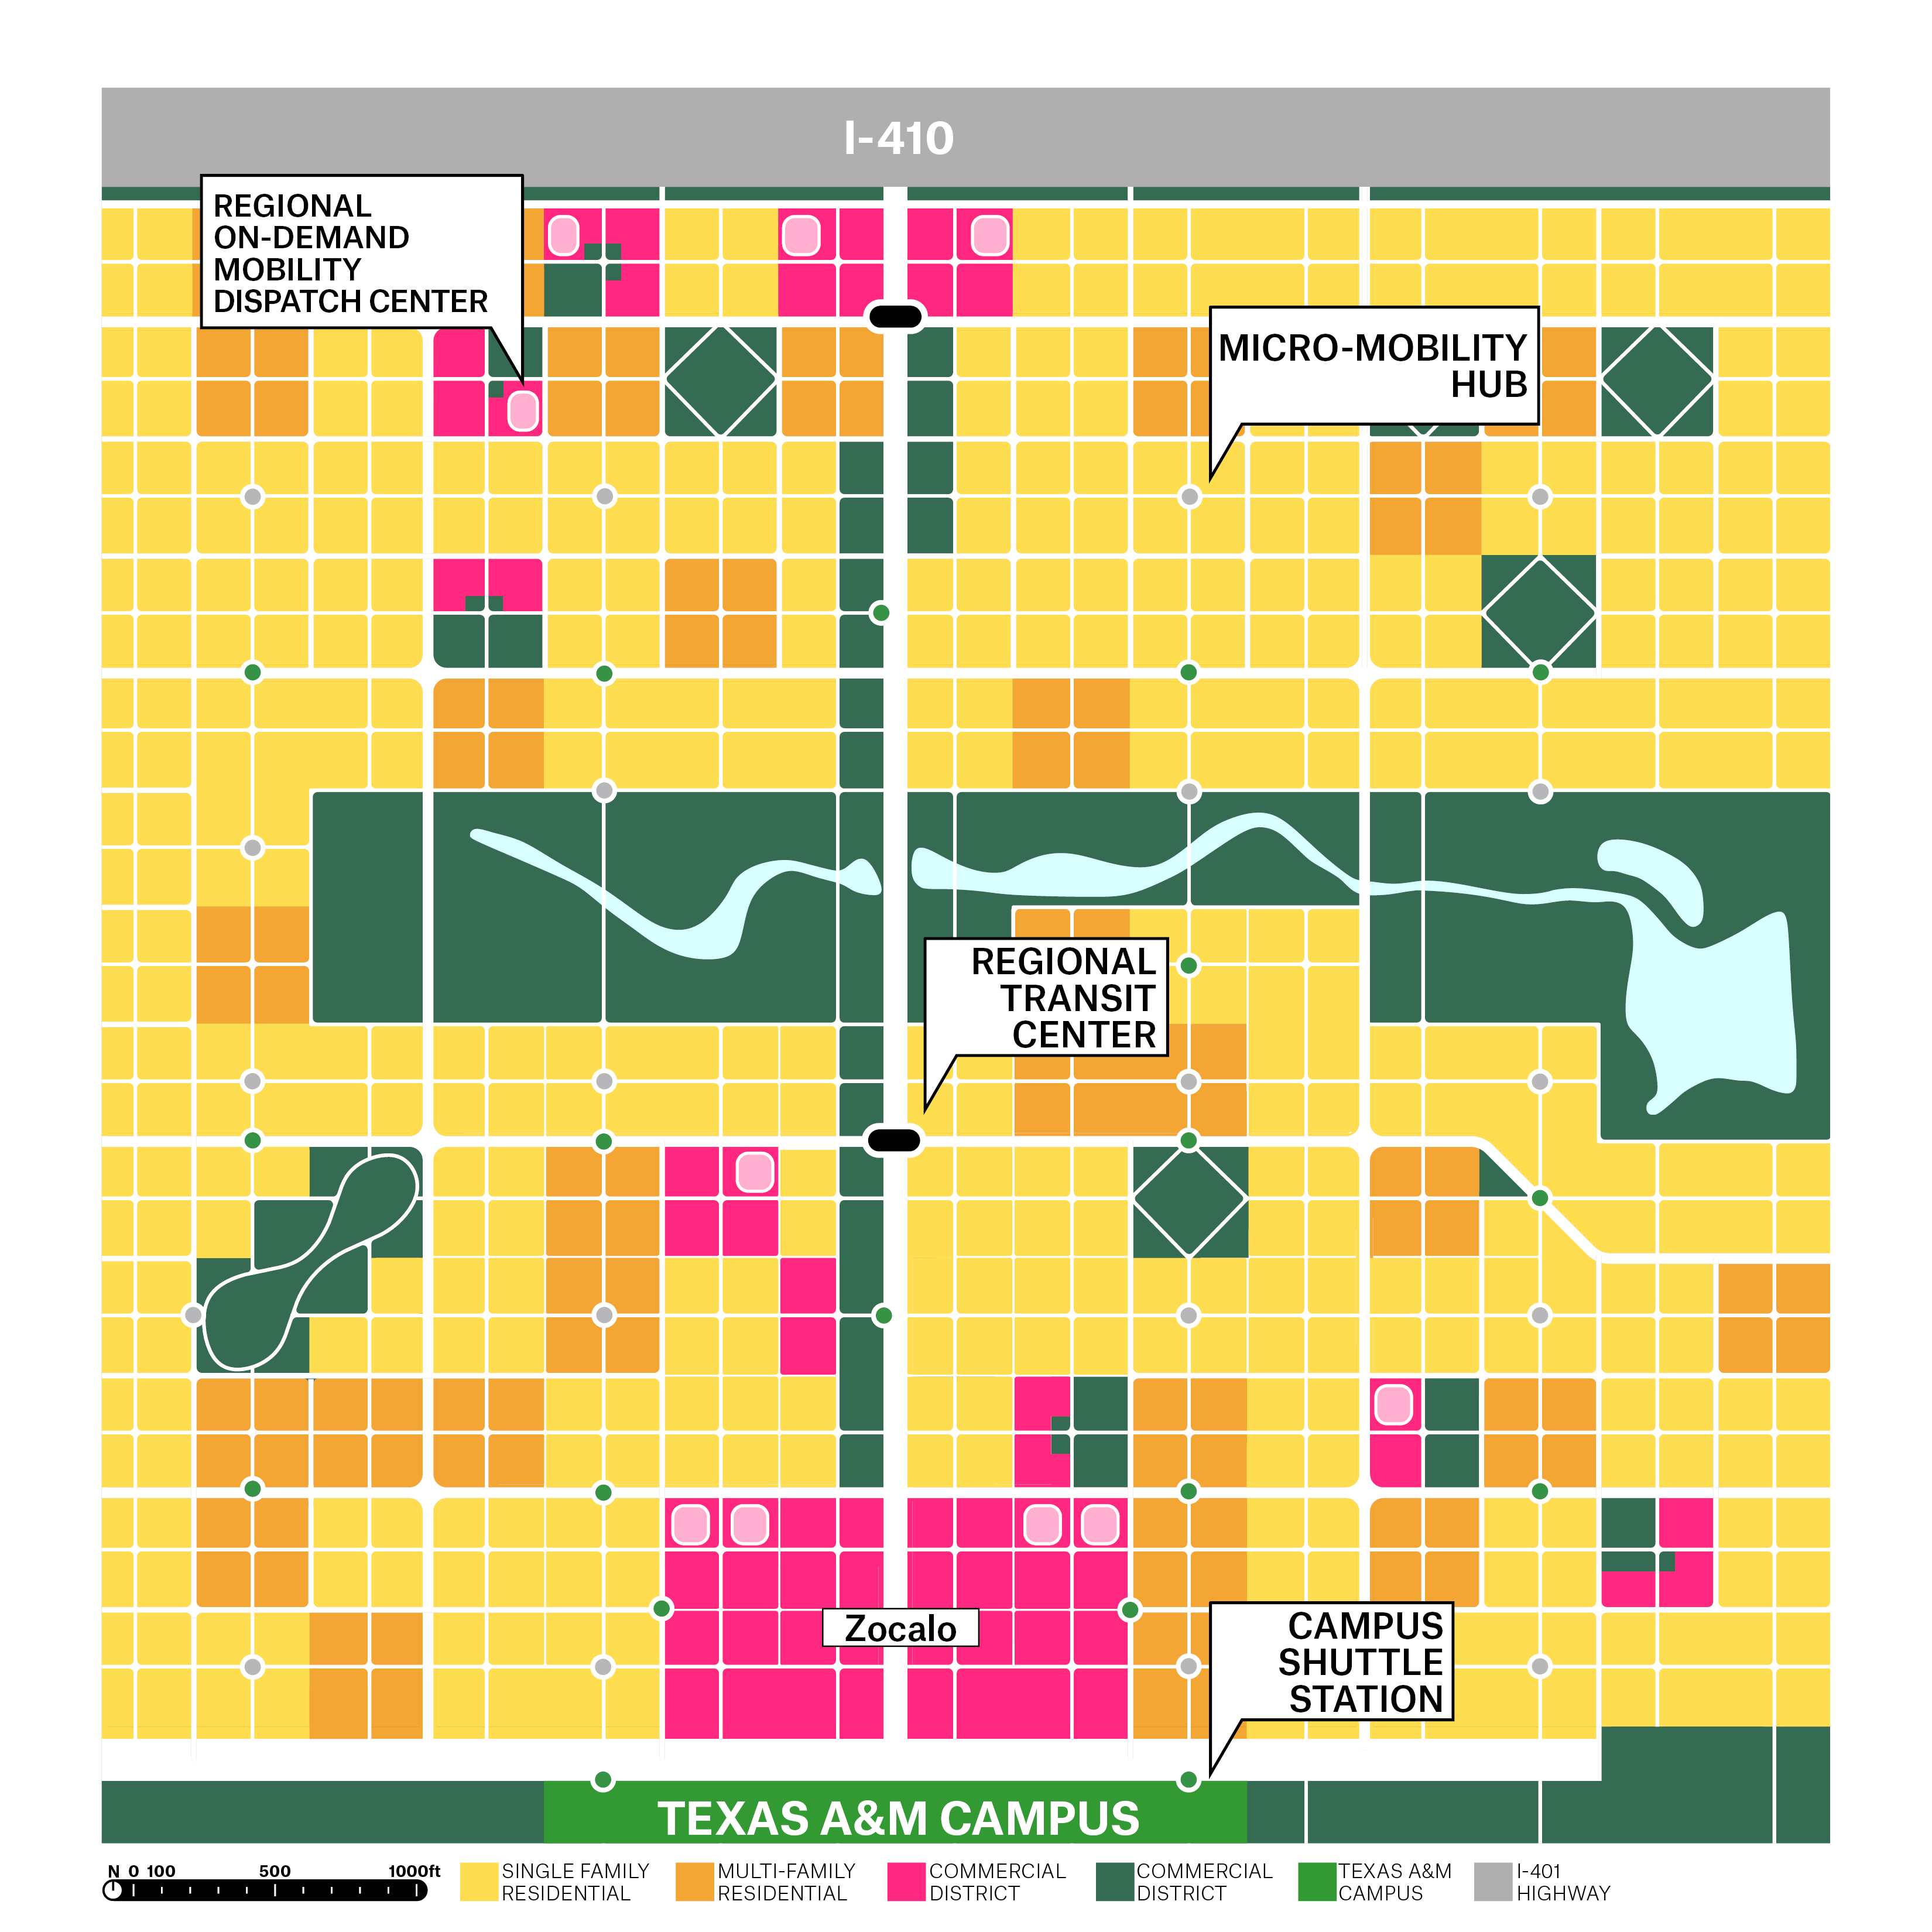 I-410
REGIONAL
ON-DEMAND
MOBILITY
DISPATCH CENTER
MICRO-MOBILITY
HUB
REGIONAL
TRANSIT
CENTER
Zocalo
CAMPUS
SHUTTLE
STATION
TEXAS A&M CAMPUS
N 0 100 500 1000ft
SINGLE FAMILY
RESIDENTIAL
MULTI-FAMILY
RESIDENTIAL
COMMERCIAL
DISTRICT
COMMERCIAL
DISTRICT
TEXAS A&M
CAMPUS
I-401
HIGHWAY